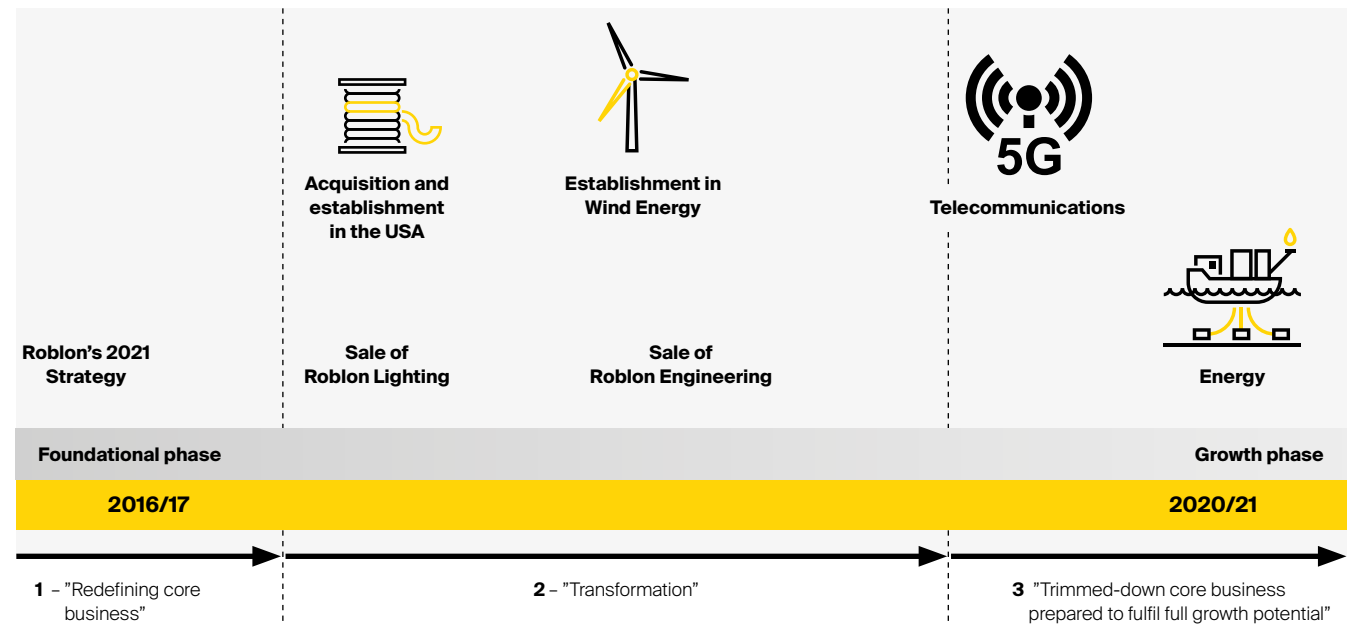 5G
Acquisition and
establishment
in the USA
Establishment in
Wind Energy
Telecommunications
Roblon’s 2021
Strategy
Sale of
Roblon Lighting
Sale of
Roblon Engineering
Energy
Foundational phase
Growth phase
2016/17
2020/21
1 – ”Redefining core
business”
2 – ”Transformation”
3 ”Trimmed-down core business
prepared to fulfil full growth potential”